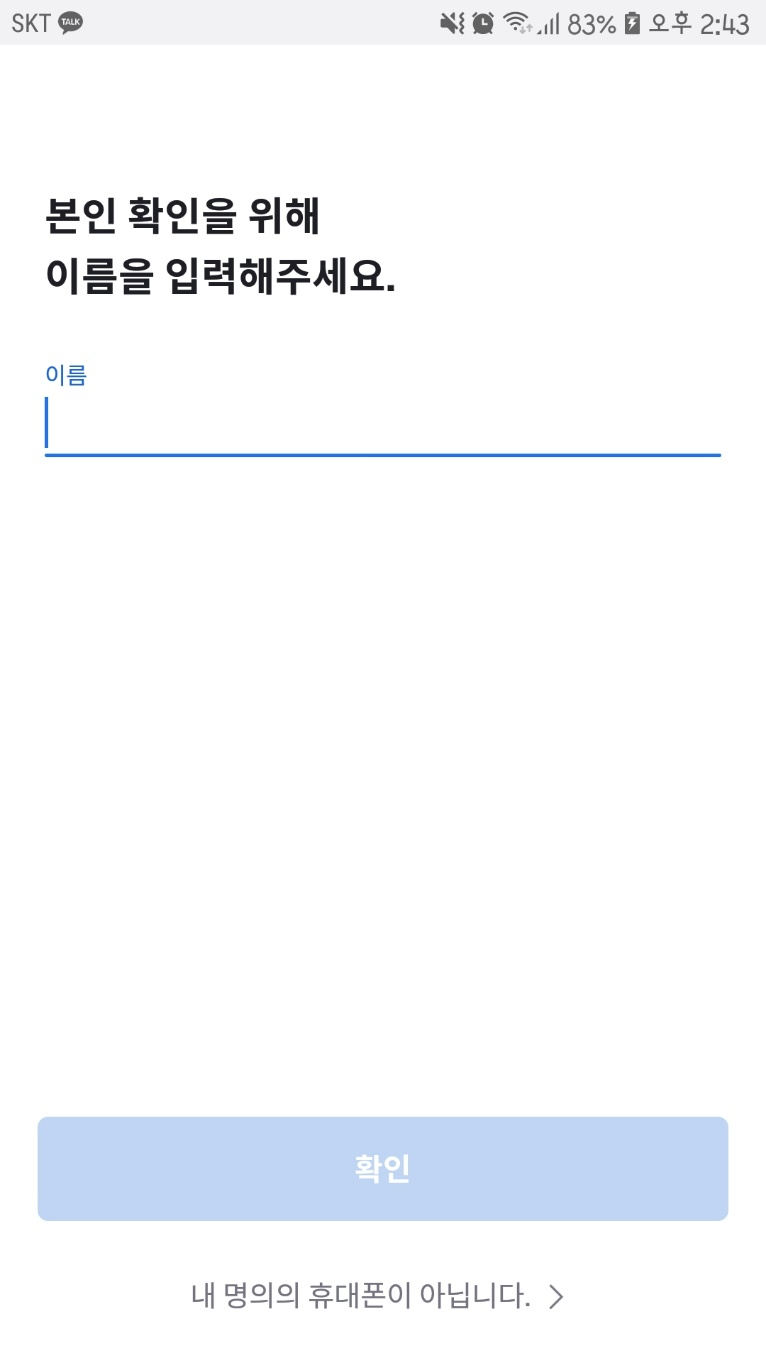 SKT TALK 83% 오후 2:43
본인 확인을 위해
이름을 입력해주세요.
이름
확인
내 명의의 휴대폰이 아닙니다.